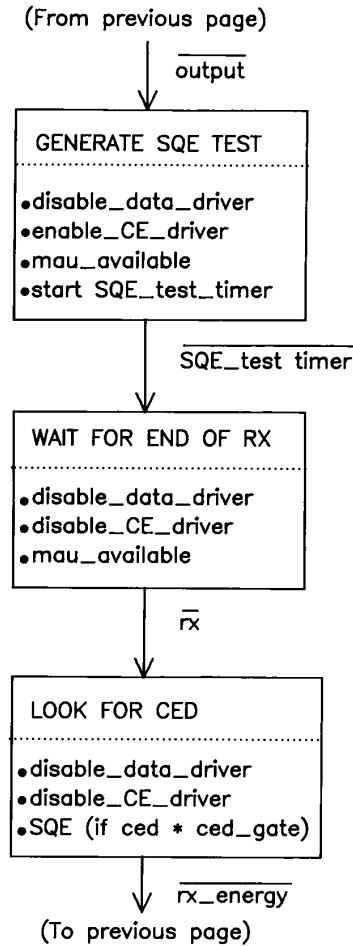 (From previous page)
output
GENERATE SQE TEST
•disable_data_driver
•enable_CE_driver
•mau_available
•start SQE_test_timer
SQE_test timer
WAIT FOR END OF RX
•disable_data_driver
•disable_CE_driver
•mau_available
rx
LOOK FOR CED
•disable_data_driver
•disable_CE_driver
•SQE (if ced * ced_gate)
rx_energy
(To previous page)